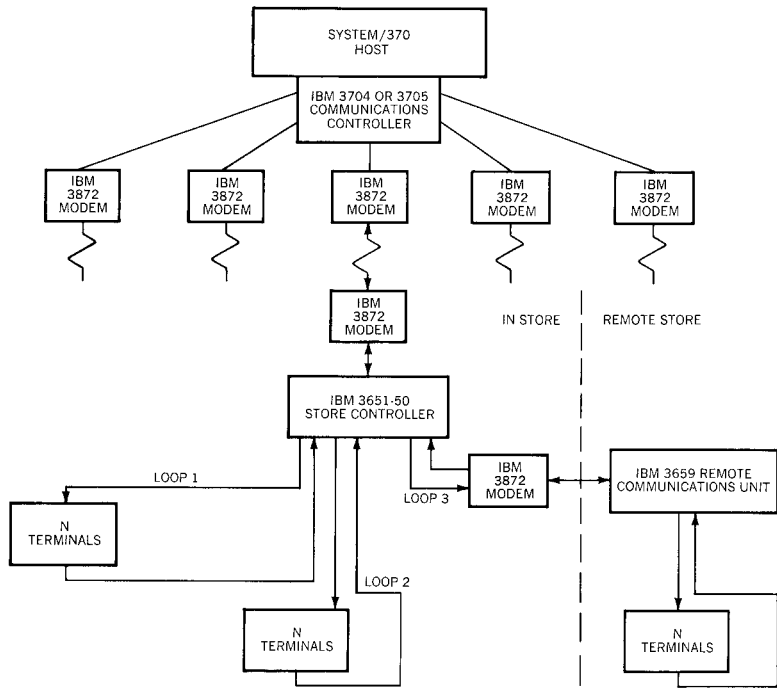 SYSTEM/370
HOST
IBM 3704 OR 3705
COMMUNICATIONS
CONTROLLER
IBM
3872
MODEM
IBM
3872
MODEM
IBM
3872
MODEM
IBM
3872
MODEM
IBM
3872
MODEM
IBM
3872
MODEM
IN STORE
REMOTE STORE
IBM 3651-50
STORE CONTROLLER
LOOP 1
LOOP 3
IBM
3872
MODEM
IBM 3659 REMOTE
COMMUNICATIONS UNIT
N
TERMINALS
LOOP 2
N
TERMINALS
N
TERMINALS